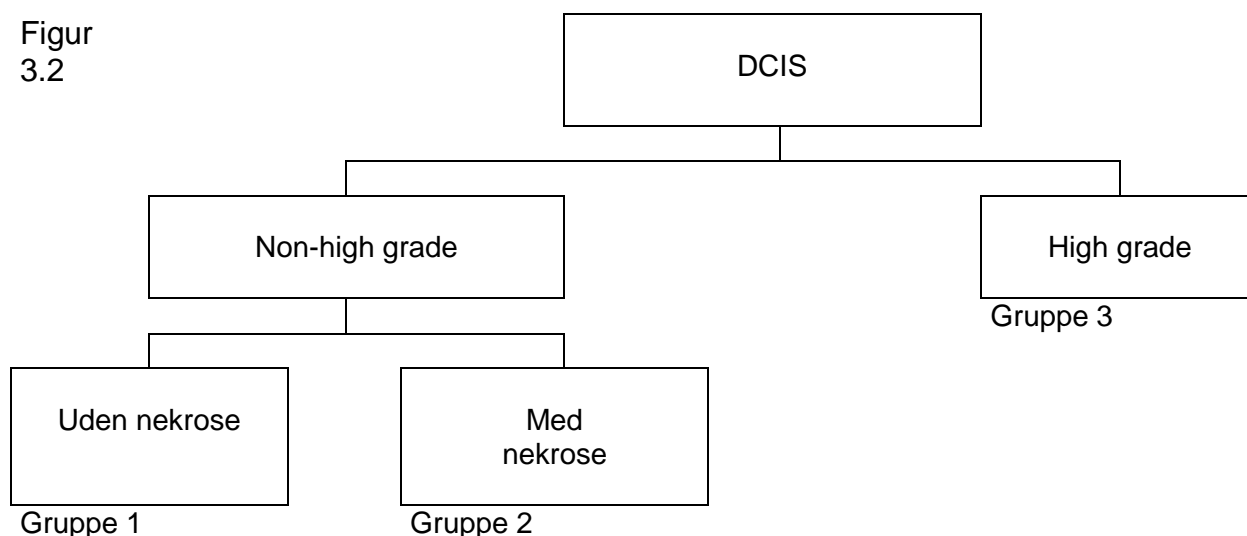 Figur
3.2
DCIS
Non-high grade
High grade
Gruppe 3
Uden nekrose
Med
nekrose
Gruppe 1
Gruppe 2